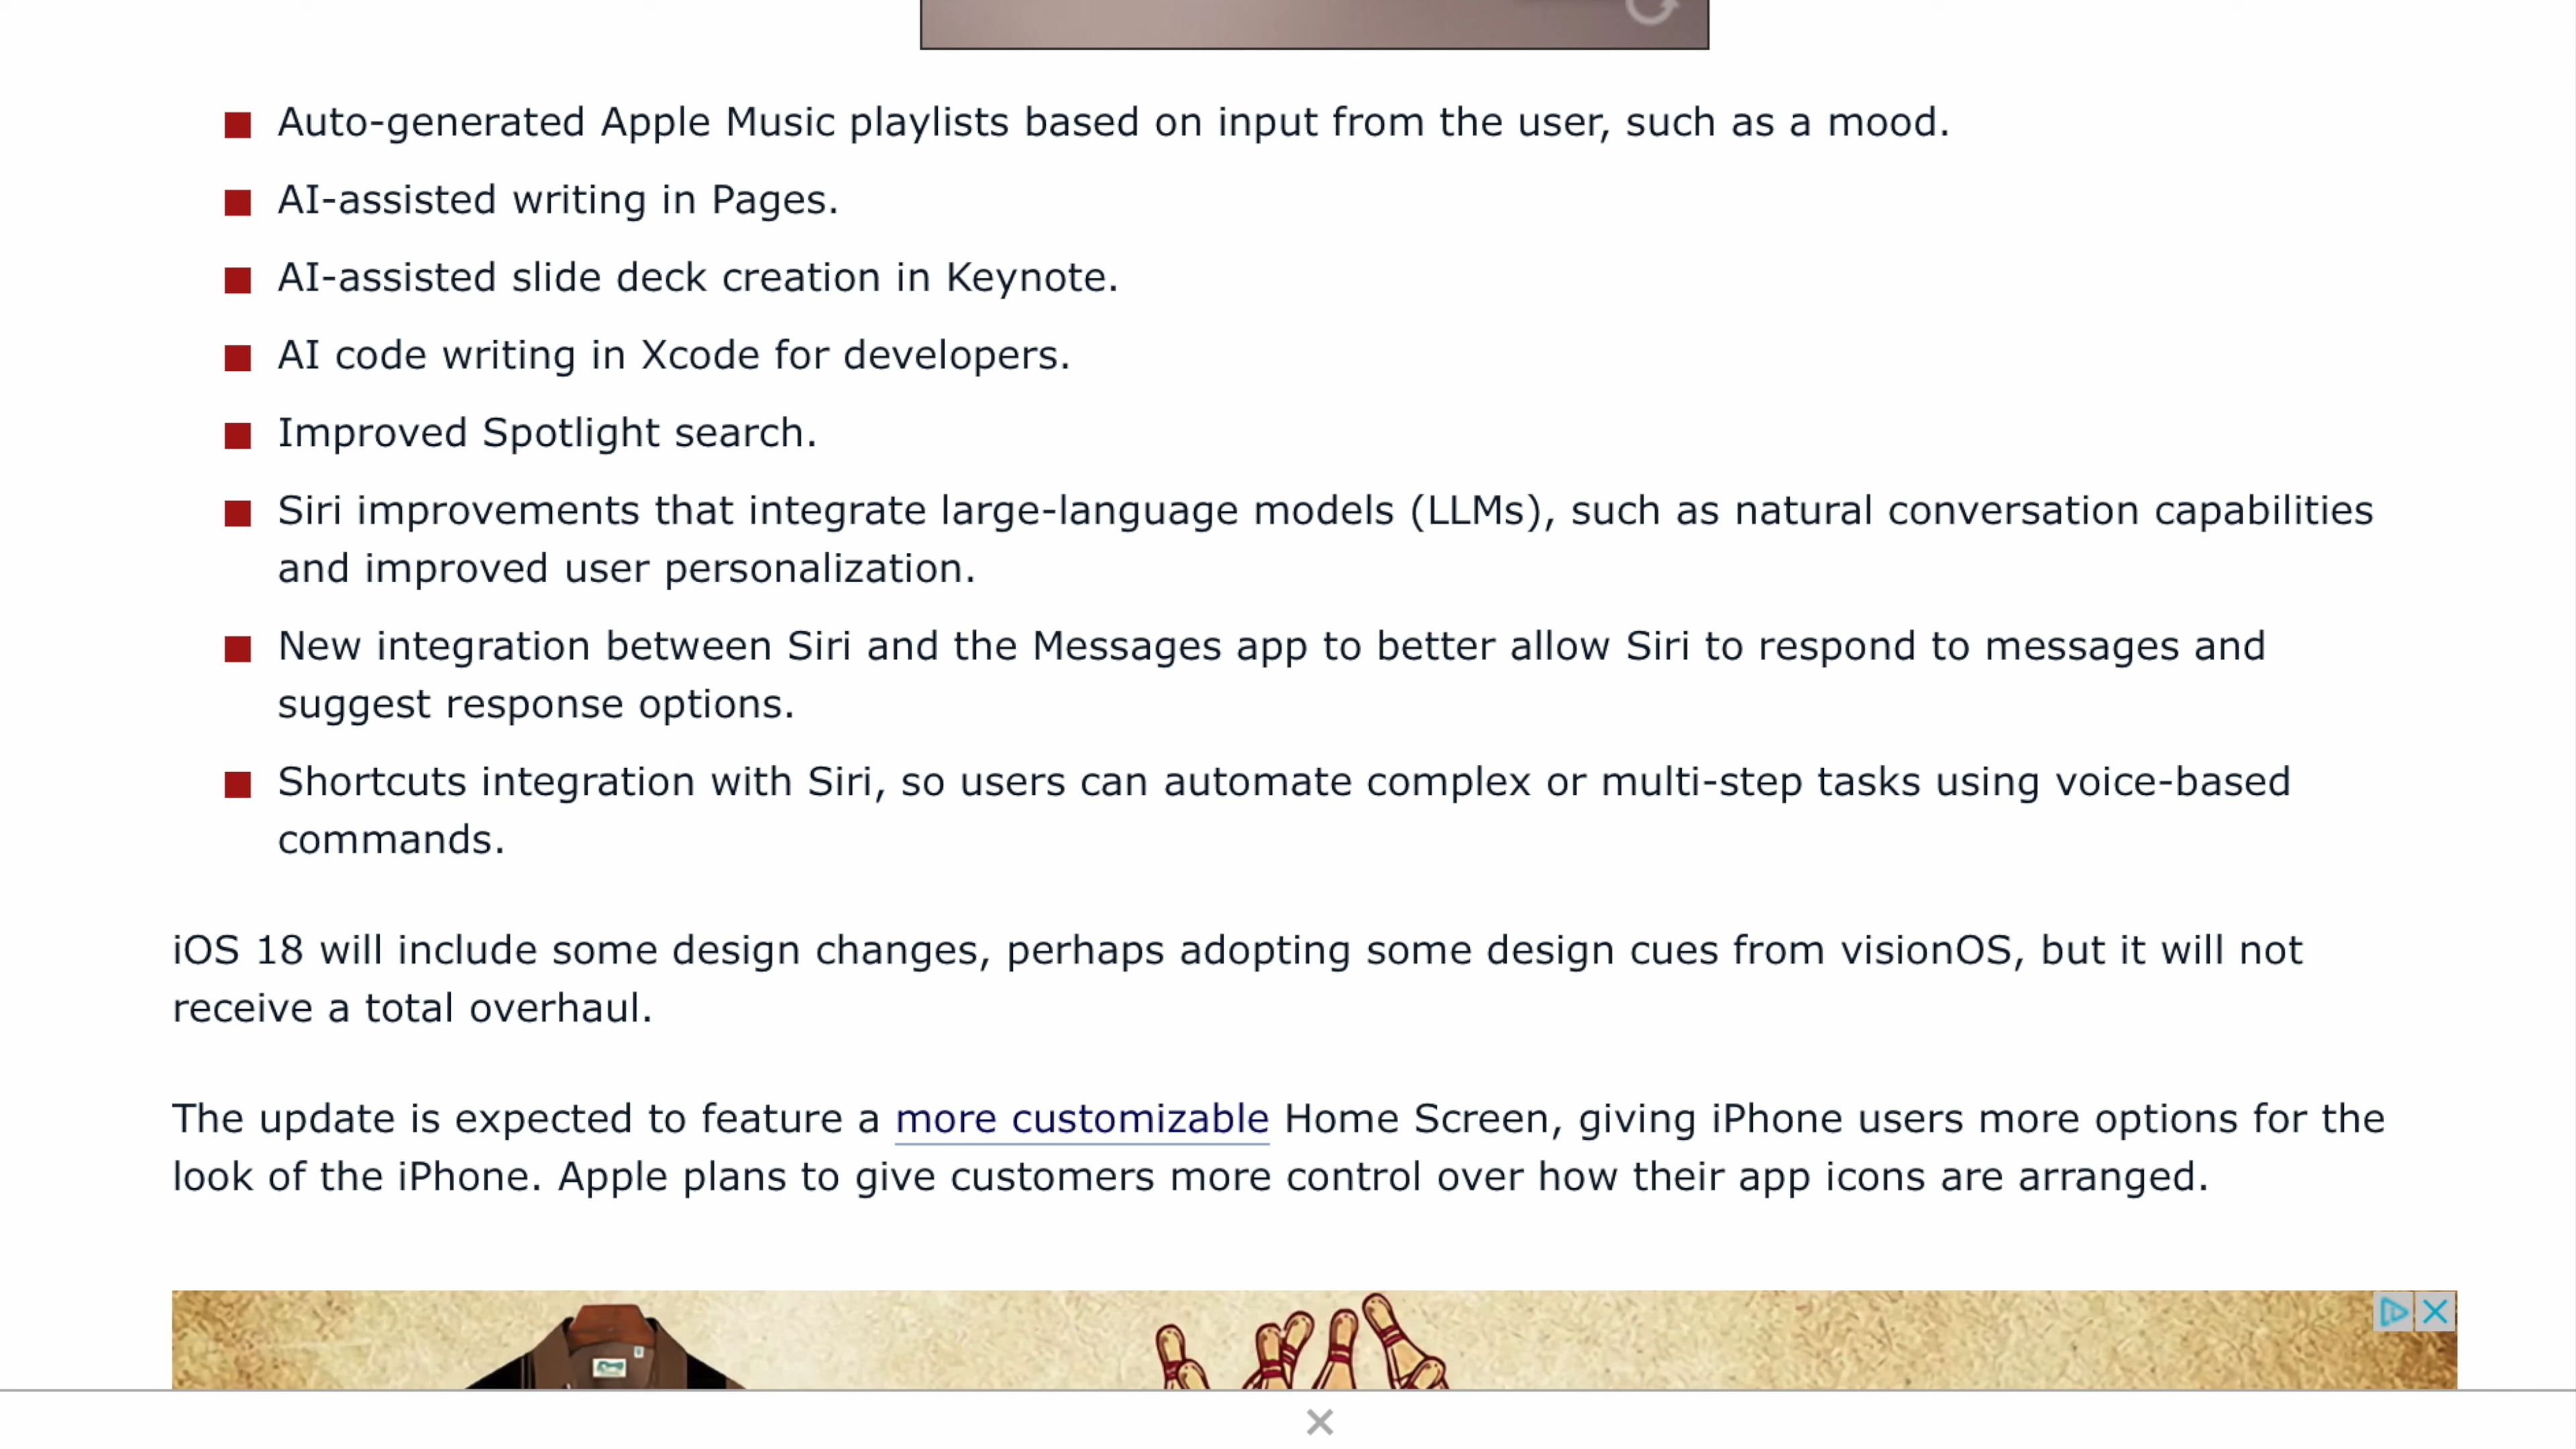 Auto-generated Apple Music playlists based on input from the user, such as a mood.
AI-assisted writing in Pages.
AI-assisted slide deck creation in Keynote.
AI code writing in Xcode for developers.
Improved Spotlight search.
Siri improvements that integrate large-language models (LLMs), such as natural conversation capabilities
and improved user personalization.
New integration between Siri and the Messages app to better allow Siri to respond to messages and
suggest response options.
Shortcuts integration with Siri, so users can automate complex or multi-step tasks using voice-based
commands.
iOS 18 will include some design changes, perhaps adopting some design cues from visionOS, but it will not
receive a total overhaul.
The update is expected to feature a more customizable Home Screen, giving iPhone users more options for the
look of the iPhone. Apple plans to give customers more control over how their app icons are arranged.